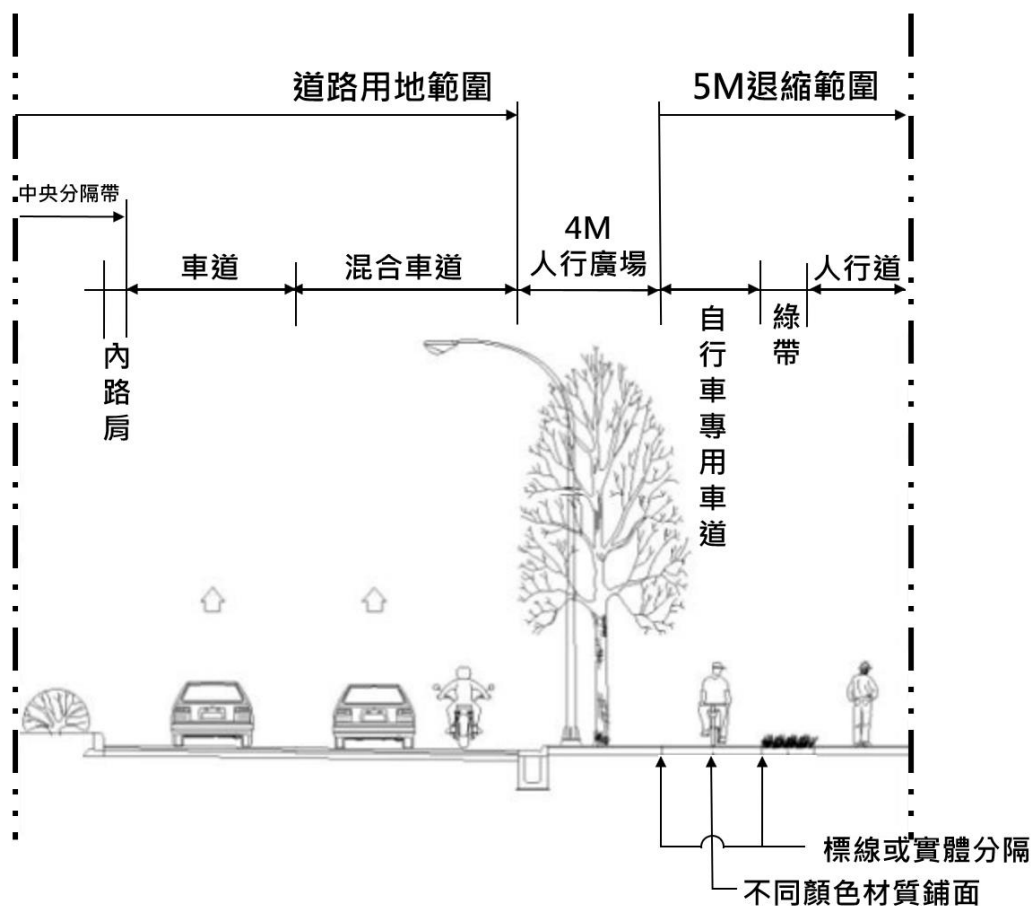 道路用地範圍
5M退縮範圍
中央分隔帶
4M
人行廣場
車道
混合車道
人行道
內路肩
自行車專用車道
綠帶
標線或實體分隔
不同顏色材質鋪面